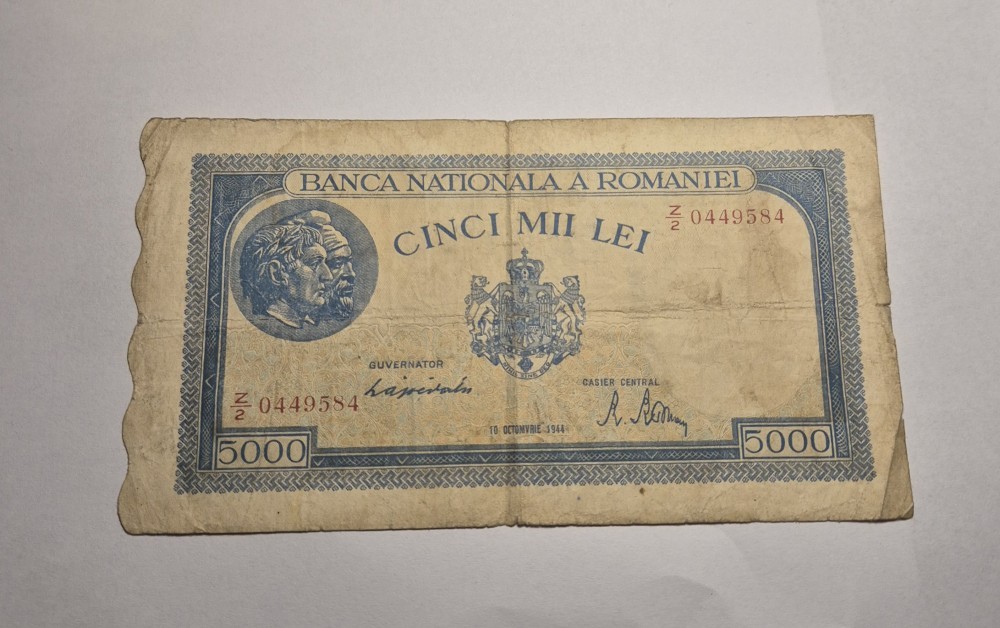 BANCA NATIONALA A ROMANIEI
CINCI MII LEI
Z/2 0449584
GUVERNATOR
CASIER CENTRAL
Z/2 0449584
10 OCTOMVRIE 1944
5000
5000